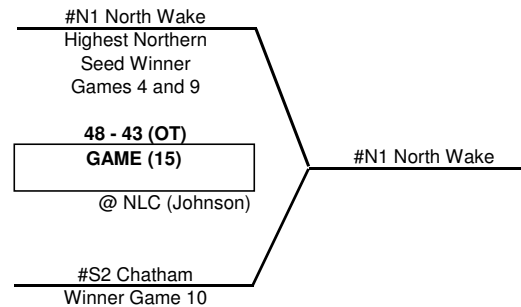 #N1 North Wake
Highest Northern
Seed Winner
Games 4 and 9
48 - 43 (OT)
GAME (15)
#N1 North Wake
@ NLC (Johnson)
#S2 Chatham
Winner Game 10